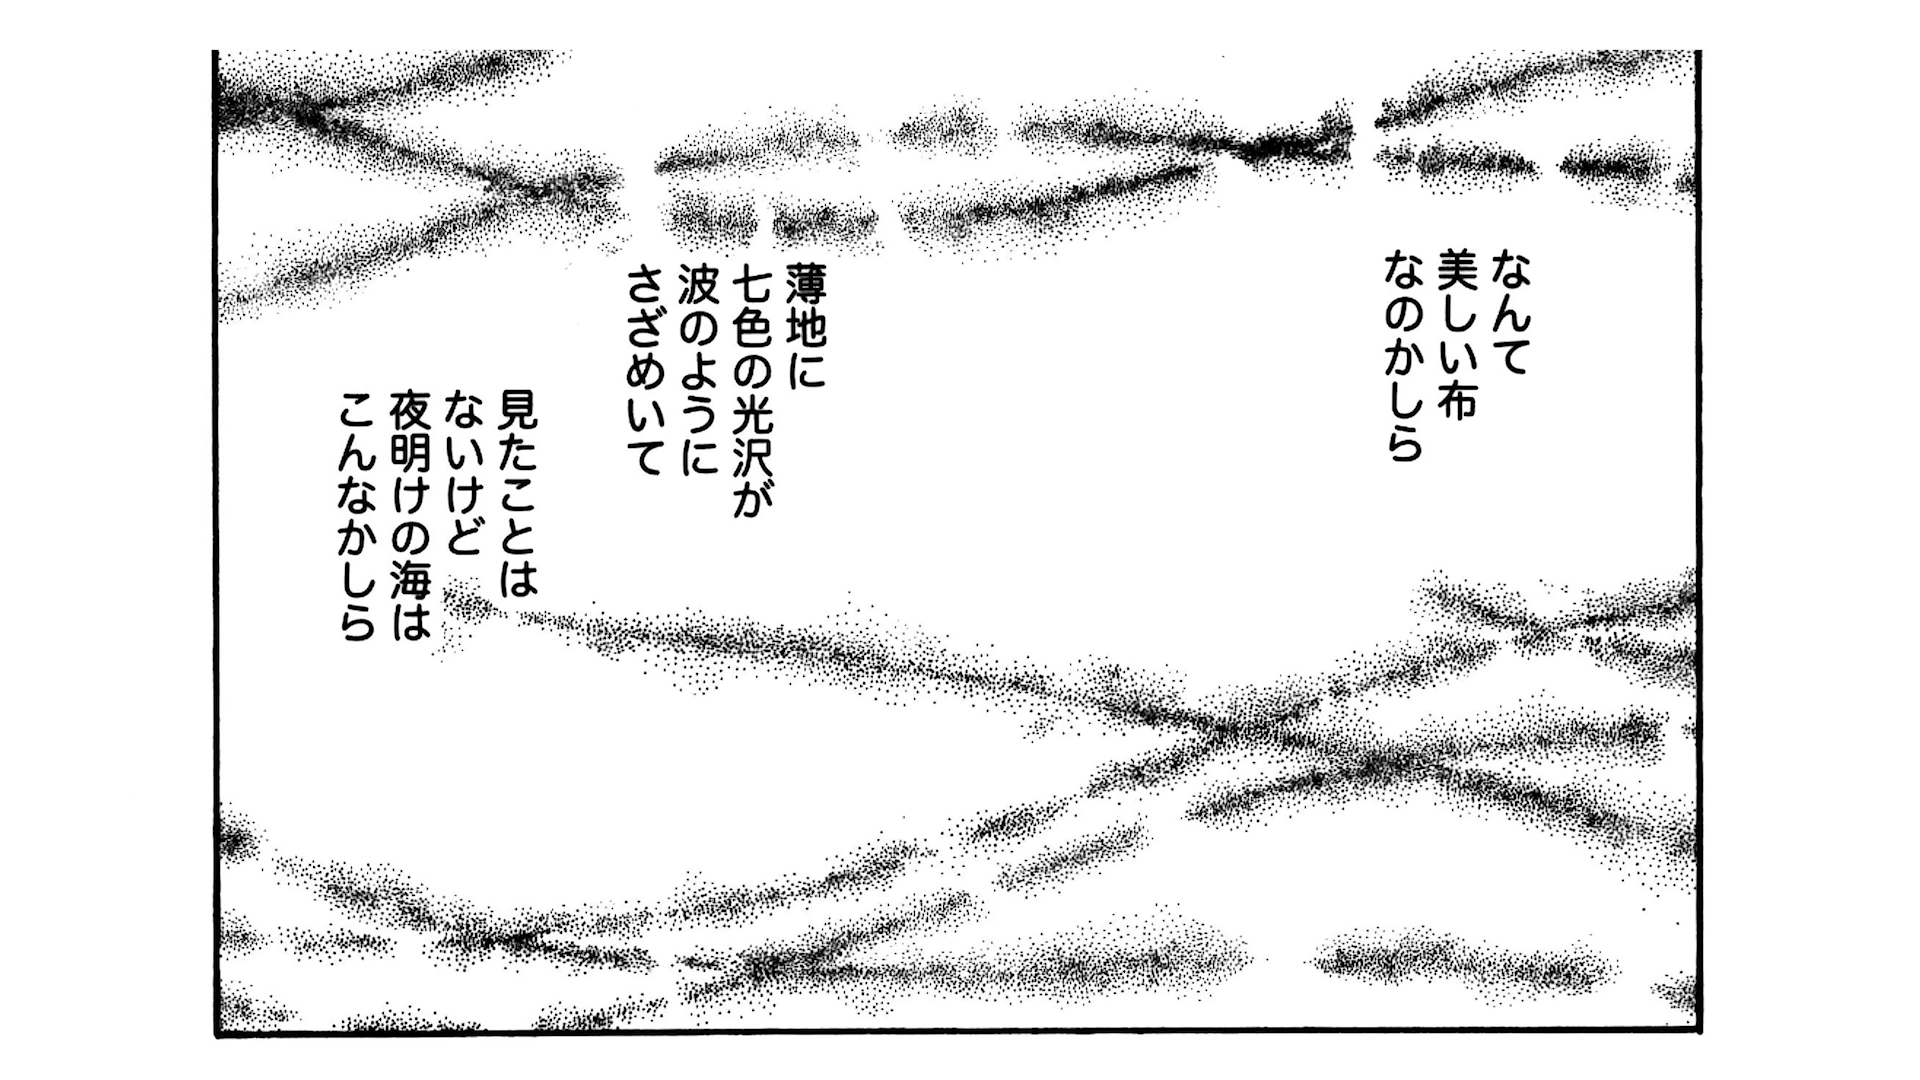 なんて
美しい布
なのかしら
薄地に
七色の光沢が
波のように
さざめいて
見たことは
ないけど
夜明けの海は
こんなかしら